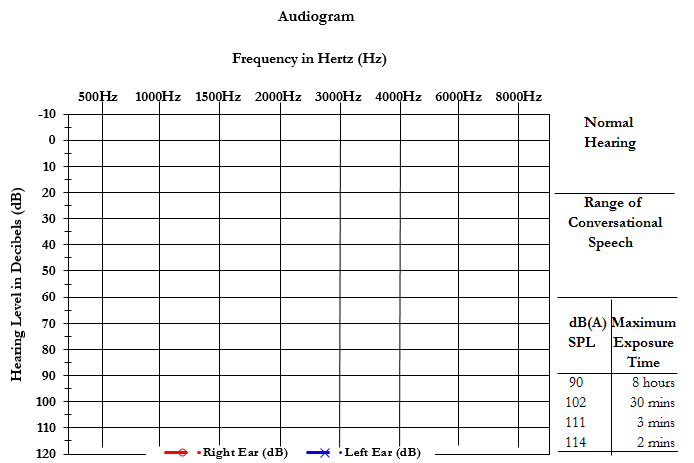 Audiogram
Frequency in Hertz (Hz)
500Hz 1000Hz 1500Hz 2000Hz 3000Hz 4000Hz 6000Hz 8000Hz
Hearing Level in Decibels (dB)
-10
0
10
20
30
40
50
60
70
80
90
100
110
120
Right Ear (dB) Left Ear (dB)
Normal
Hearing
Range of
Conversational
Speech
dB(A) Maximum
SPL Exposure
Time
90 8 hours
102 30 mins
111 3 mins
114 2 mins